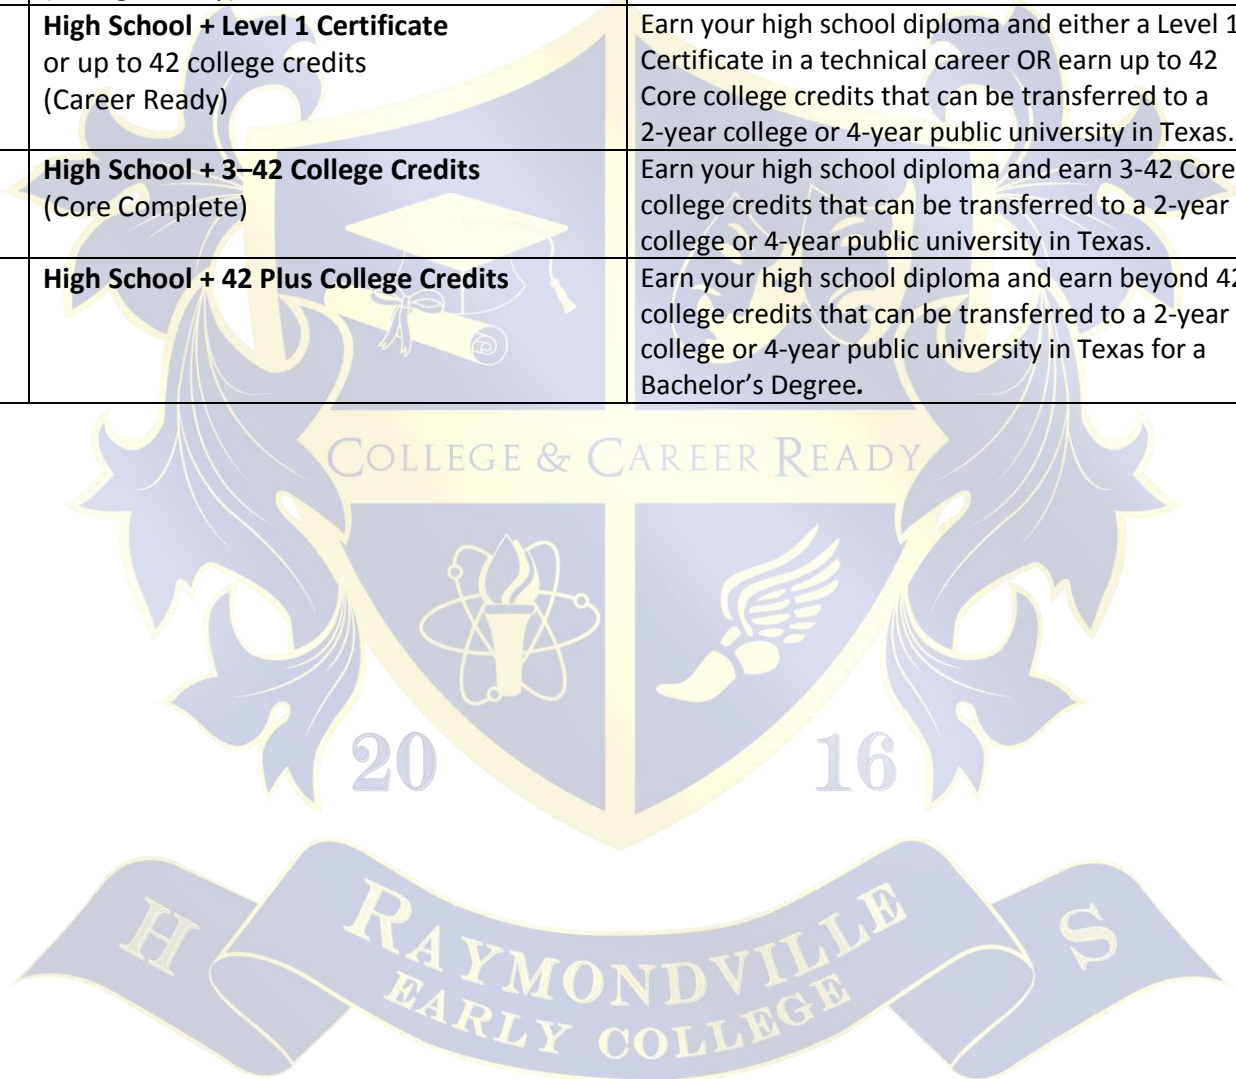 High School + Level 1 Certificate
or up to 42 college credits
(Career Ready)
Earn your high school diploma and either a Level 1
Certificate in a technical career OR earn up to 42
Core college credits that can be transferred to a
2-year college or 4-year public university in Texas.
High School + 3–42 College Credits
(Core Complete)
Earn your high school diploma and earn 3-42 Core
college credits that can be transferred to a 2-year
college or 4-year public university in Texas.
High School + 42 Plus College Credits
Earn your high school diploma and earn beyond 42
college credits that can be transferred to a 2-year
college or 4-year public university in Texas for a
Bachelor’s Degree.
COLLEGE & CAREER READY
20 16
H RAYMONDVILLE S
EARLY COLLEGE